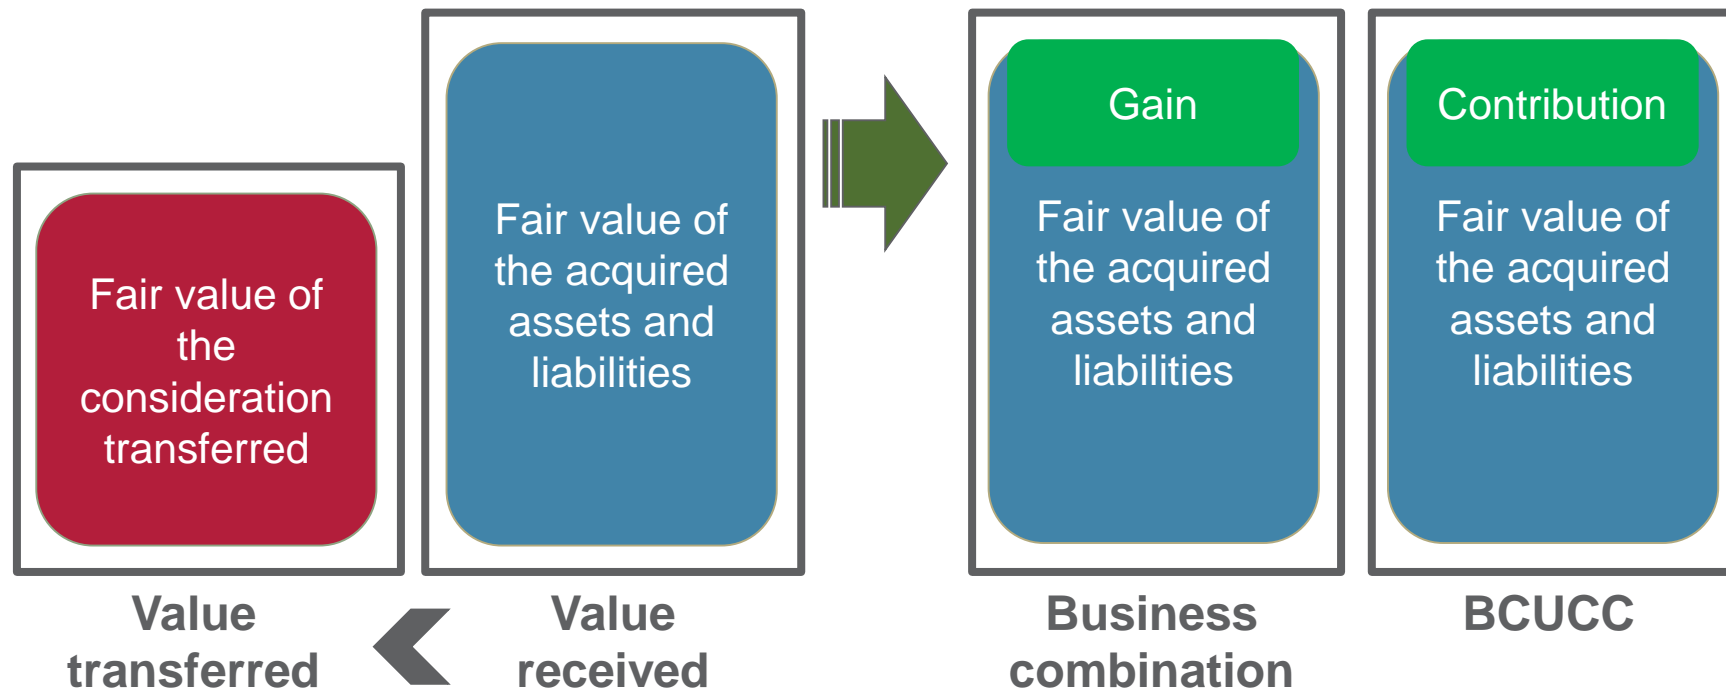 Fair value of
the
consideration
transferred
Value
transferred
Fair value of
the acquired
assets and
liabilities
Value
received
Gain
Fair value of
the acquired
assets and
liabilities
Business
combination
Contribution
Fair value of
the acquired
assets and
liabilities
BCUCC